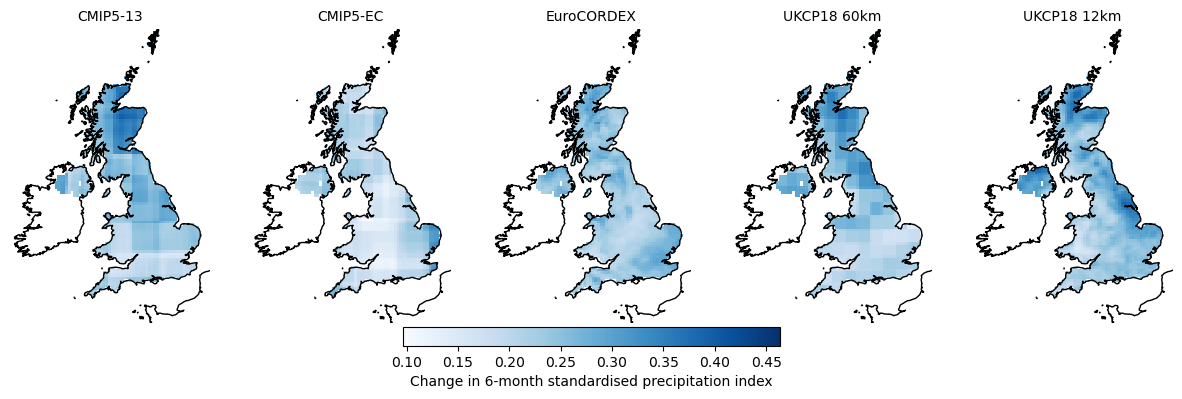 CMIP5-13 CMIP5-EC EuroCORDEX UKCP18 60km UKCP18 12km
0.10 0.15 0.20 0.25 0.30 0.35 0.40 0.45
Change in 6-month standardised precipitation index